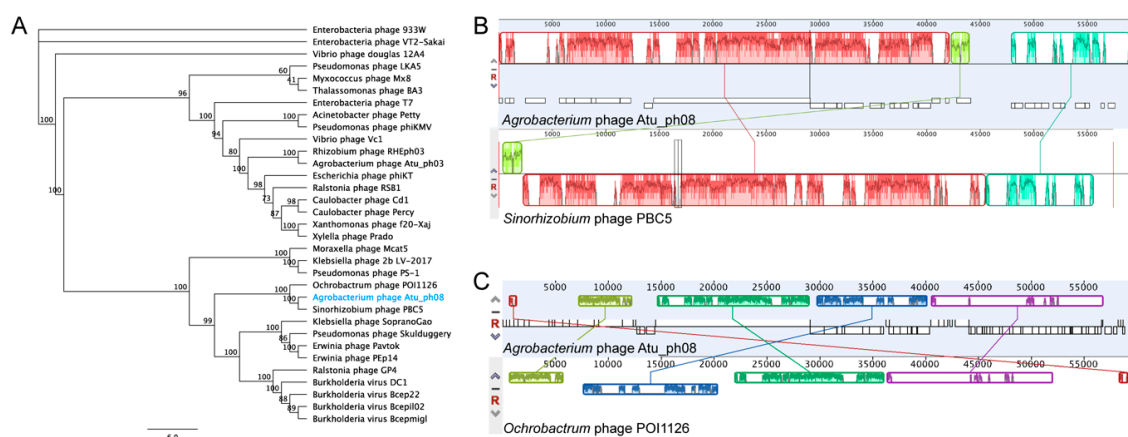 A
Enterobacteria phage 933W
Enterobacteria phage VT2-Sakai
Vibrio phage douglas 12A4
Pseudomonas phage LKA5
60
Myxococcus phage Mx8
41
Thalassomonas phage BA3
96
Enterobacteria phage T7
Acinetobacter phage Petty
100
100
Pseudomonas phage phiKMV
94
Vibrio phage Vc1
80
Rhizobium phage RHEph03
100
100
Agrobacterium phage Atu_ph03
100
Escherichia phage phiKT
98
Ralstonia phage RSB1
73
Caulobacter phage Cd1
98
Caulobacter phage Percy
87
Xanthomonas phage f20-Xaj
100
Xylella phage Prado
Moraxella phage Mcat5
100
Klebsiella phage 2b LV-2017
100
Pseudomonas phage PS-1
100
Ochrobactrum phage POI1126
100
Agrobacterium phage Atu_ph08
100
Sinorhizobium phage PBC5
99
Klebsiella phage SopranoGao
100
Pseudomonas phage Skulduggery
86
Erwinia phage Pavtok
100
Erwinia phage PEp14
100
Ralstonia phage GP4
100
Burkholderia virus DC1
100
Burkholderia virus Bcep22
88
Burkholderia virus Bcepil02
89
Burkholderia virus Bcepmigl
B
5000 10000 15000 20000 25000 30000 35000 40000 45000 50000 55000
R
Agrobacterium phage Atu_ph08
5000 10000 15000 20000 25000 30000 35000 40000 45000 50000 55000
R
Sinorhizobium phage PBC5
C
5000 10000 15000 20000 25000 30000 35000 40000 45000 50000 55000
R
Agrobacterium phage Atu_ph08
5000 10000 15000 20000 25000 30000 35000 40000 45000 50000 55000
R
Ochrobactrum phage POI1126